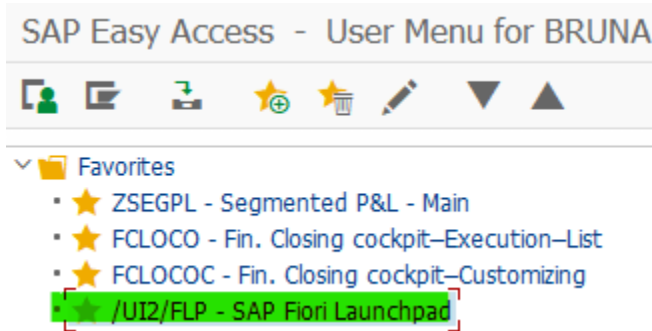 SAP Easy Access - User Menu for BRUNA
Favorites
ZSEGPL - Segmented P&L - Main
FCLOCO - Fin. Closing cockpit–Execution–List
FCLOCOC - Fin. Closing cockpit–Customizing
/UI2/FLP - SAP Fiori Launchpad